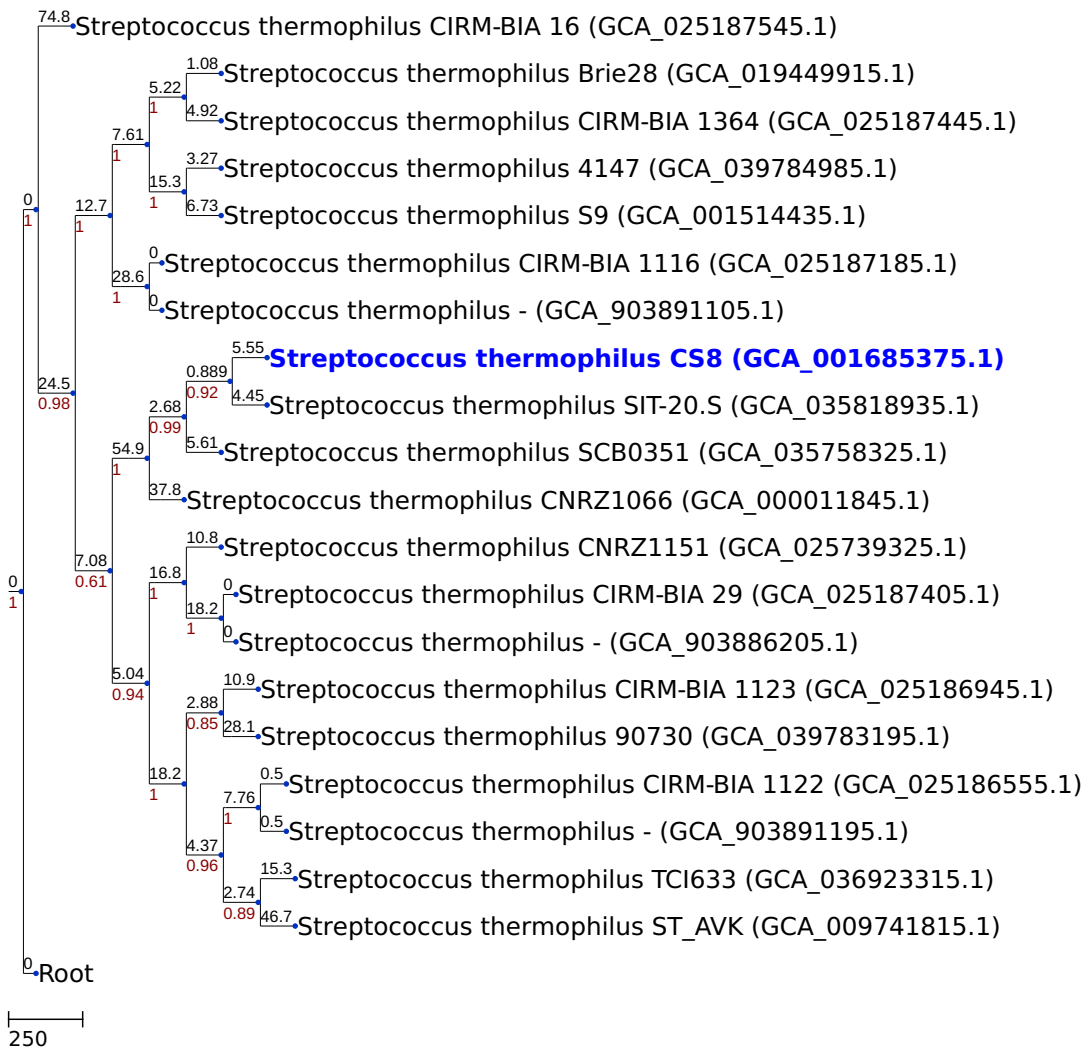 74.8 Streptococcus thermophilus CIRM-BIA 16 (GCA_025187545.1)
1.08 Streptococcus thermophilus Brie28 (GCA_019449915.1)
5.22
1
4.92 Streptococcus thermophilus CIRM-BIA 1364 (GCA_025187445.1)
7.61
1
3.27 Streptococcus thermophilus 4147 (GCA_039784985.1)
15.3
1
0
1
12.7
1
6.73 Streptococcus thermophilus S9 (GCA_001514435.1)
0 Streptococcus thermophilus CIRM-BIA 1116 (GCA_025187185.1)
28.6
1
0 Streptococcus thermophilus - (GCA_903891105.1)
5.55 Streptococcus thermophilus CS8 (GCA_001685375.1)
0.889
0.92
24.5
0.98
4.45 Streptococcus thermophilus SIT-20.S (GCA_035818935.1)
2.68
0.99
5.61 Streptococcus thermophilus SCB0351 (GCA_035758325.1)
54.9
1
37.8 Streptococcus thermophilus CNRZ1066 (GCA_000011845.1)
10.8 Streptococcus thermophilus CNRZ1151 (GCA_025739325.1)
7.08
0.61
16.8
1
0
1
0 Streptococcus thermophilus CIRM-BIA 29 (GCA_025187405.1)
18.2
1
0 Streptococcus thermophilus - (GCA_903886205.1)
5.04
0.94
10.9 Streptococcus thermophilus CIRM-BIA 1123 (GCA_025186945.1)
2.88
0.85
28.1 Streptococcus thermophilus 90730 (GCA_039783195.1)
18.2
1
0.5 Streptococcus thermophilus CIRM-BIA 1122 (GCA_025186555.1)
7.76
1
0.5 Streptococcus thermophilus - (GCA_903891195.1)
4.37
0.96
15.3 Streptococcus thermophilus TCI633 (GCA_036923315.1)
2.74
0.89
46.7 Streptococcus thermophilus ST_AVK (GCA_009741815.1)
0 Root
250